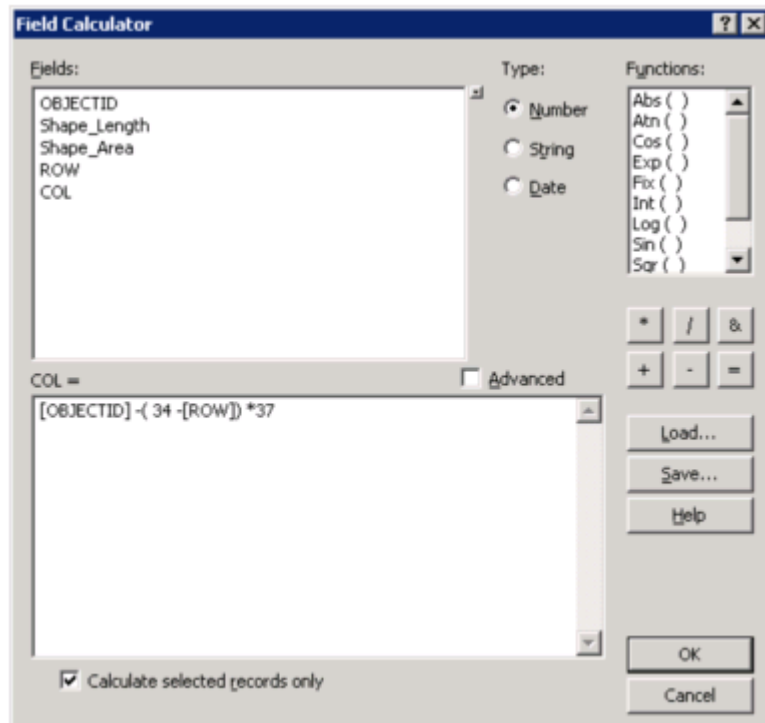 Field Calculator
Fields:
OBJECTID
Shape_Length
Shape_Area
ROW
COL
Type:
Number
String
Date
Functions:
Abs ( )
Atn ( )
Cos ( )
Exp ( )
Fix ( )
Int ( )
Log ( )
Sin ( )
Sqr ( )
* / &
+ - =
COL =
Advanced
[OBJECTID] -( 34 -[ROW]) *37
Load...
Save...
Help
Calculate selected records only
OK
Cancel